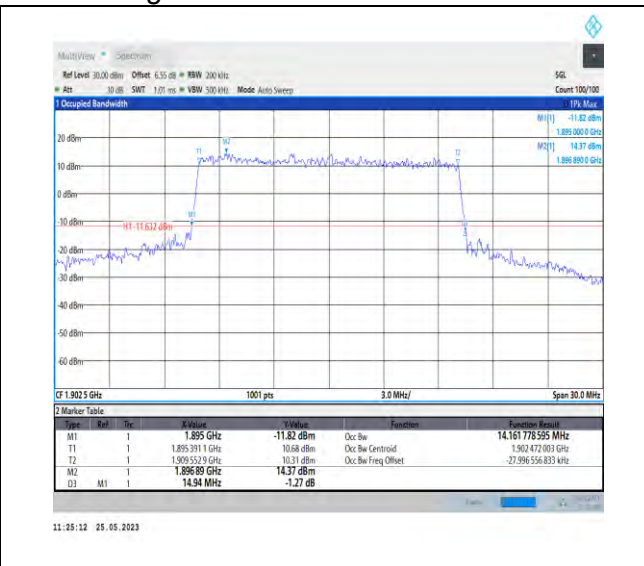 MultiView Spectrum
Ref Level 30.00 dBm Offset 6.55 dB RBW 200 kHz SGL
Att 30 dB SWT 1.01 ms VBW 500 kHz Mode Auto Sweep Count 100/100
1 Occupied Bandwidth 1Pk Max
M1[1] -11.82 dBm
1.895 000 0 GHz
M2[1] 14.37 dBm
1.896 890 0 GHz
20 dBm
M2
T1
T2
10 dBm
0 dBm
M1
-10 dBm
H1 -11.632 dBm
-20 dBm
-30 dBm
-40 dBm
-50 dBm
-60 dBm
CF 1.902 5 GHz 1001 pts 3.0 MHz/ Span 30.0 MHz
2 Marker Table
Type Ref Trc X-Value Y-Value Function Function Result
M1 1 1.895 GHz -11.82 dBm Occ Bw 14.161 778 595 MHz
T1 1 1.895 391 1 GHz 10.68 dBm Occ Bw Centroid 1.902 472 003 GHz
T2 1 1.909 552 9 GHz 10.31 dBm Occ Bw Freq Offset -27.996 556 833 kHz
M2 1 1.896 89 GHz 14.37 dBm
D3 M1 1 14.94 MHz -1.27 dB
11:25:12 25.05.2023